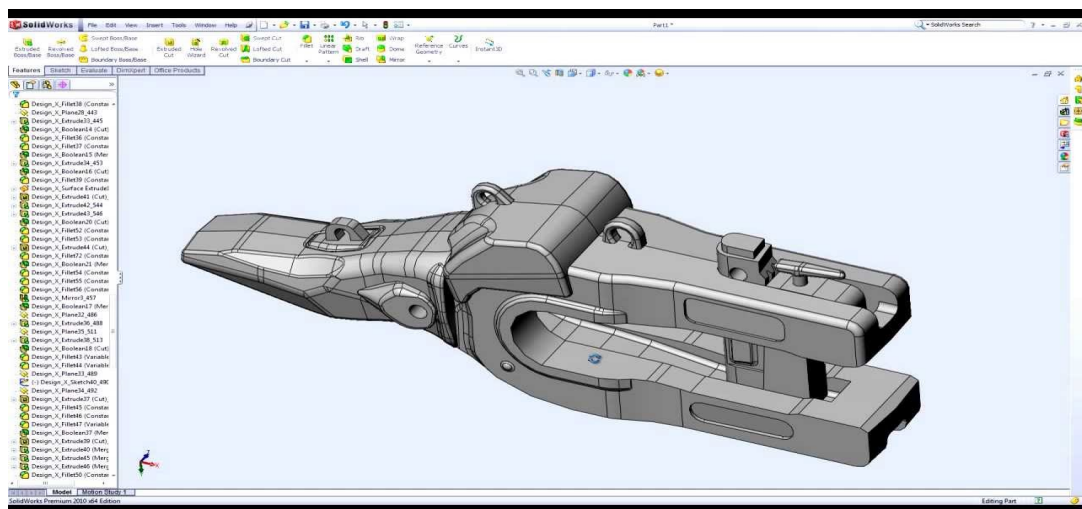 SolidWorks File Edit View Insert Tools Window Help
Part1 *
SolidWorks Search
Extruded Boss/Base
Revolved Boss/Base
Swept Boss/Base
Lofted Boss/Base
Boundary Boss/Base
Extruded Cut
Hole Wizard
Revolved Cut
Swept Cut
Lofted Cut
Boundary Cut
Fillet
Linear Pattern
Rib
Draft
Shell
Wrap
Dome
Mirror
Reference Geometry
Curves
Instant3D
Features Sketch Evaluate DimXpert Office Products
Design_X_Fillet38 (Constar
Design_X_Plane28_443
Design_X_Extrude33_445
Design_X_Boolean14 (Cut)
Design_X_Fillet36 (Constar
Design_X_Fillet37 (Constar
Design_X_Boolean15 (Mer
Design_X_Extrude34_453
Design_X_Boolean16 (Cut)
Design_X_Fillet39 (Constar
Design_X_Surface Extrudel
Design_X_Extrude41 (Cut)_
Design_X_Extrude42_544
Design_X_Extrude43_546
Design_X_Boolean20 (Cut)
Design_X_Fillet52 (Constar
Design_X_Fillet53 (Constar
Design_X_Extrude44 (Cut)_
Design_X_Fillet72 (Constar
Design_X_Boolean21 (Mer
Design_X_Fillet54 (Constar
Design_X_Fillet55 (Constar
Design_X_Fillet56 (Constar
Design_X_Mirror3_457
Design_X_Boolean17 (Mer
Design_X_Plane32_486
Design_X_Extrude36_488
Design_X_Plane35_511
Design_X_Extrude38_513
Design_X_Boolean18 (Cut)
Design_X_Fillet43 (Variable
Design_X_Fillet44 (Variable
Design_X_Plane33_489
(-) Design_X_Sketch40_490
Design_X_Plane34_492
Design_X_Extrude37 (Cut)_
Design_X_Fillet45 (Constar
Design_X_Fillet46 (Constar
Design_X_Fillet47 (Variable
Design_X_Boolean37 (Mer
Design_X_Extrude39 (Cut)_
Design_X_Extrude40 (Merg
Design_X_Extrude45 (Merg
Design_X_Extrude46 (Merg
Design_X_Fillet50 (Constar
Model Motion Study 1
SolidWorks Premium 2010 x64 Edition
Editing Part